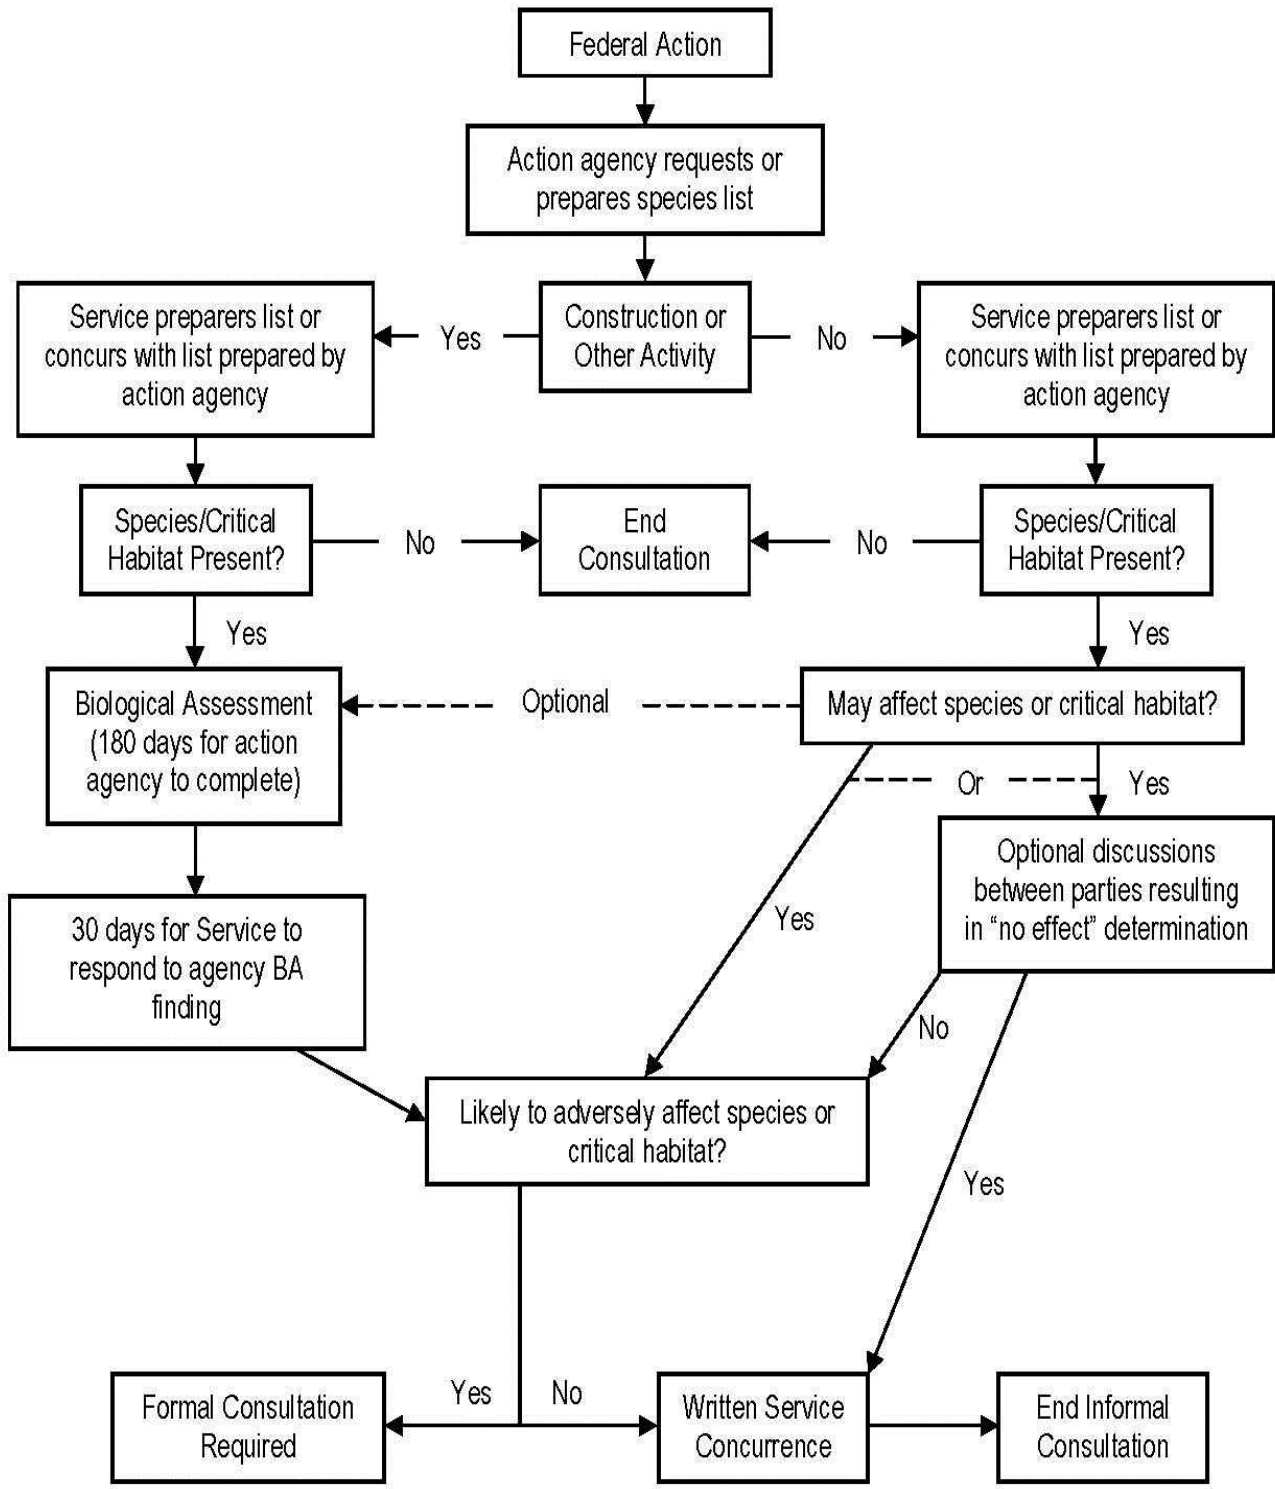 Federal Action
Action agency requests or
prepares species list
Service preparers list or
concurs with list prepared by
action agency
Yes
Construction or
Other Activity
No
Service preparers list or
concurs with list prepared by
action agency
Species/Critical
Habitat Present?
No
End
Consultation
No
Species/Critical
Habitat Present?
Yes
Yes
Biological Assessment
(180 days for action
agency to complete)
Optional
May affect species or critical habitat?
Or
Yes
Optional discussions
between parties resulting
in “no effect” determination
Yes
30 days for Service to
respond to agency BA
finding
No
Likely to adversely affect species or
critical habitat?
Yes
Yes
No
Formal Consultation
Required
Written Service
Concurrence
End Informal
Consultation